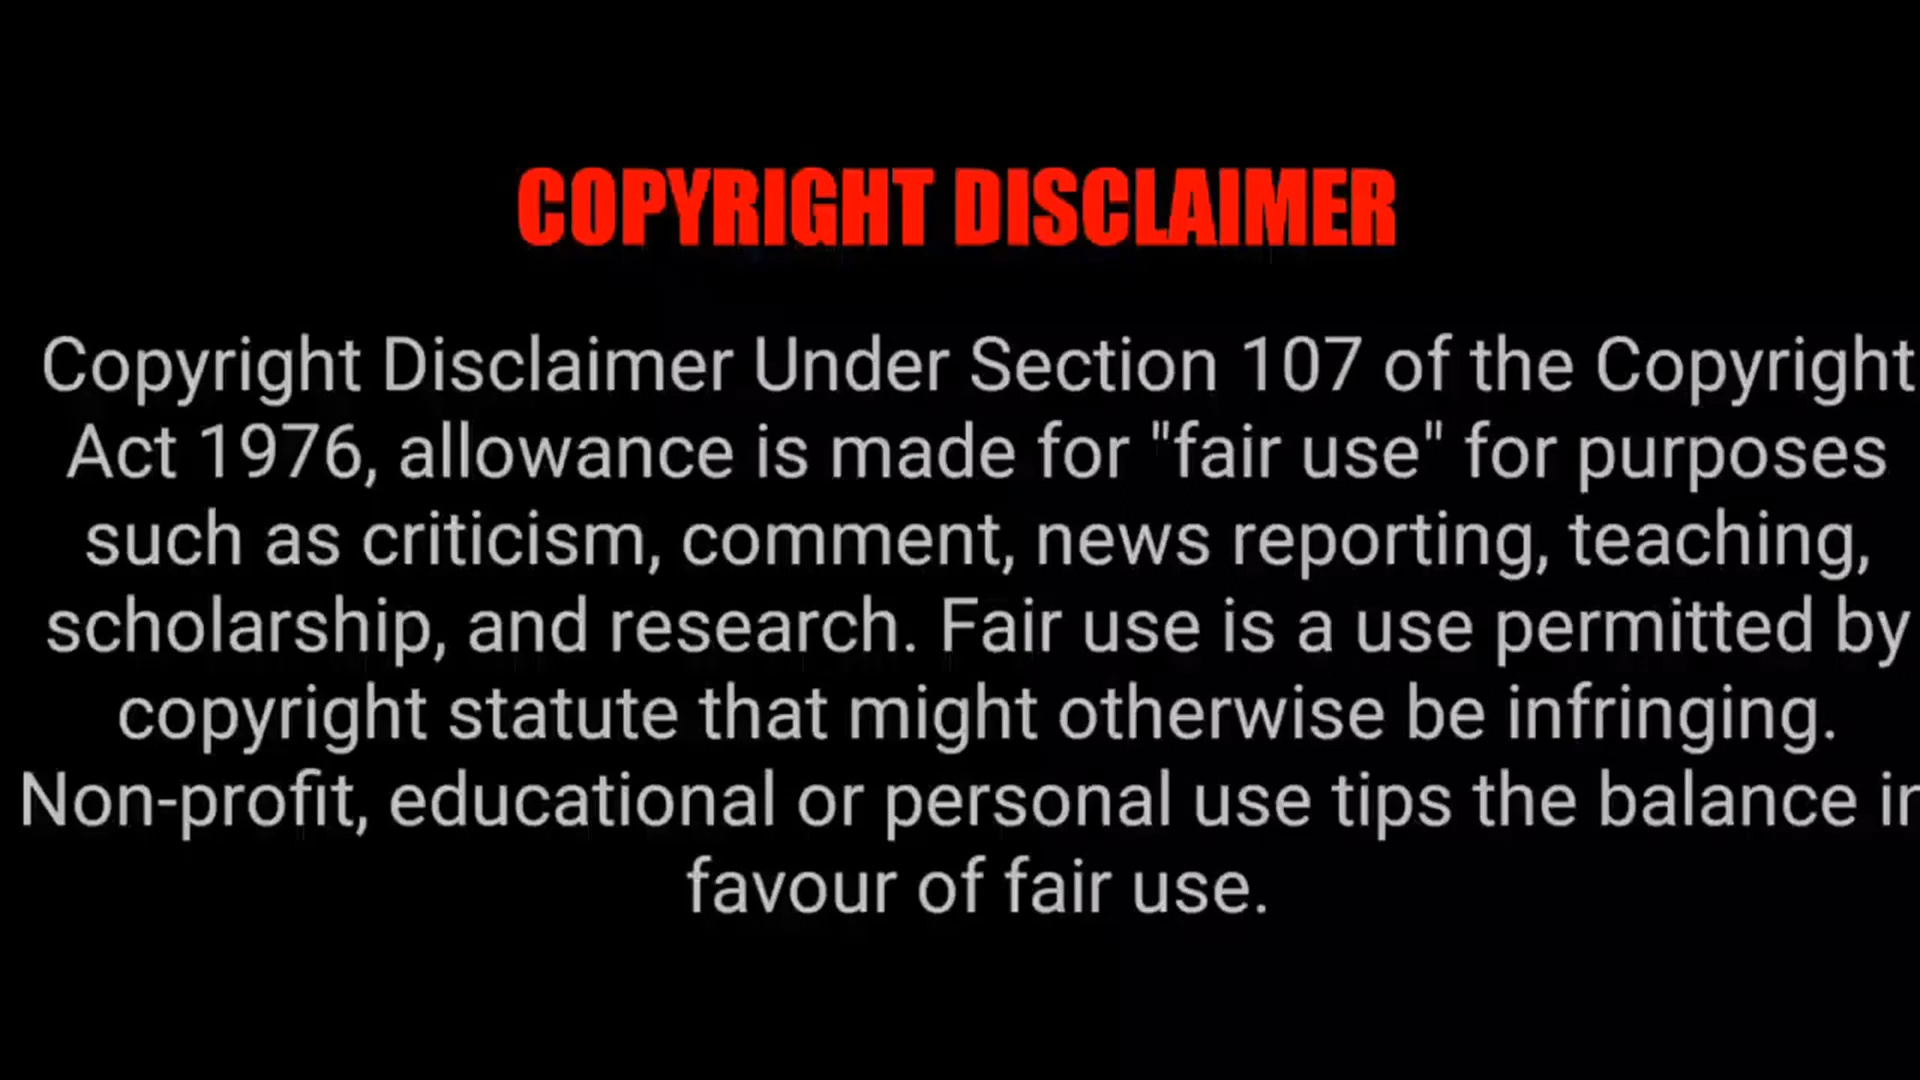 COPYRIGHT DISCLAIMER
Copyright Disclaimer Under Section 107 of the Copyright
Act 1976, allowance is made for "fair use" for purposes
such as criticism, comment, news reporting, teaching,
scholarship, and research. Fair use is a use permitted by
copyright statute that might otherwise be infringing.
Non-profit, educational or personal use tips the balance in
favour of fair use.